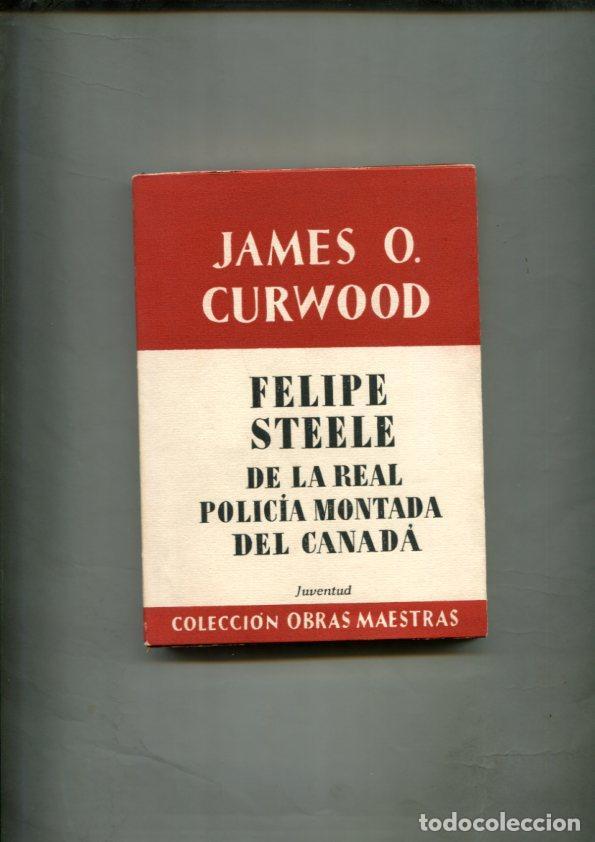 JAMES O.
CURWOOD
FELIPE
STEELE
DE LA REAL
POLICÍA MONTADA
DEL CANADÁ
Juventud
COLECCIÓN OBRAS MAESTRAS
todocoleccion